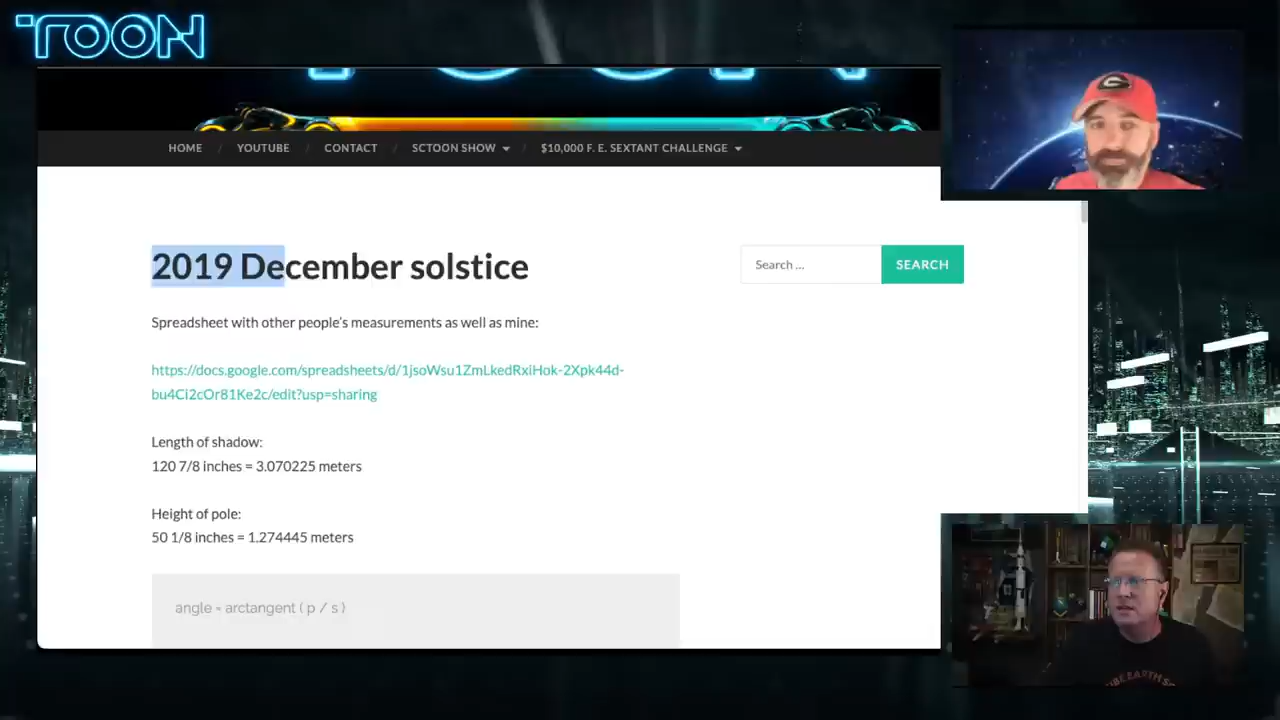 TOON
HOME / YOUTUBE / CONTACT / SCTOON SHOW / $10,000 F. E. SEXTANT CHALLENGE
2019 December solstice
Search ...
SEARCH
Spreadsheet with other people's measurements as well as mine:
https://docs.google.com/spreadsheets/d/1jsoWsu1ZmLkedRxiHok-2Xpk44d-
bu4Ci2cOr81Ke2c/edit?usp=sharing
Length of shadow:
120 7/8 inches = 3.070225 meters
Height of pole:
50 1/8 inches = 1.274445 meters
angle = arctangent ( p / s )
G